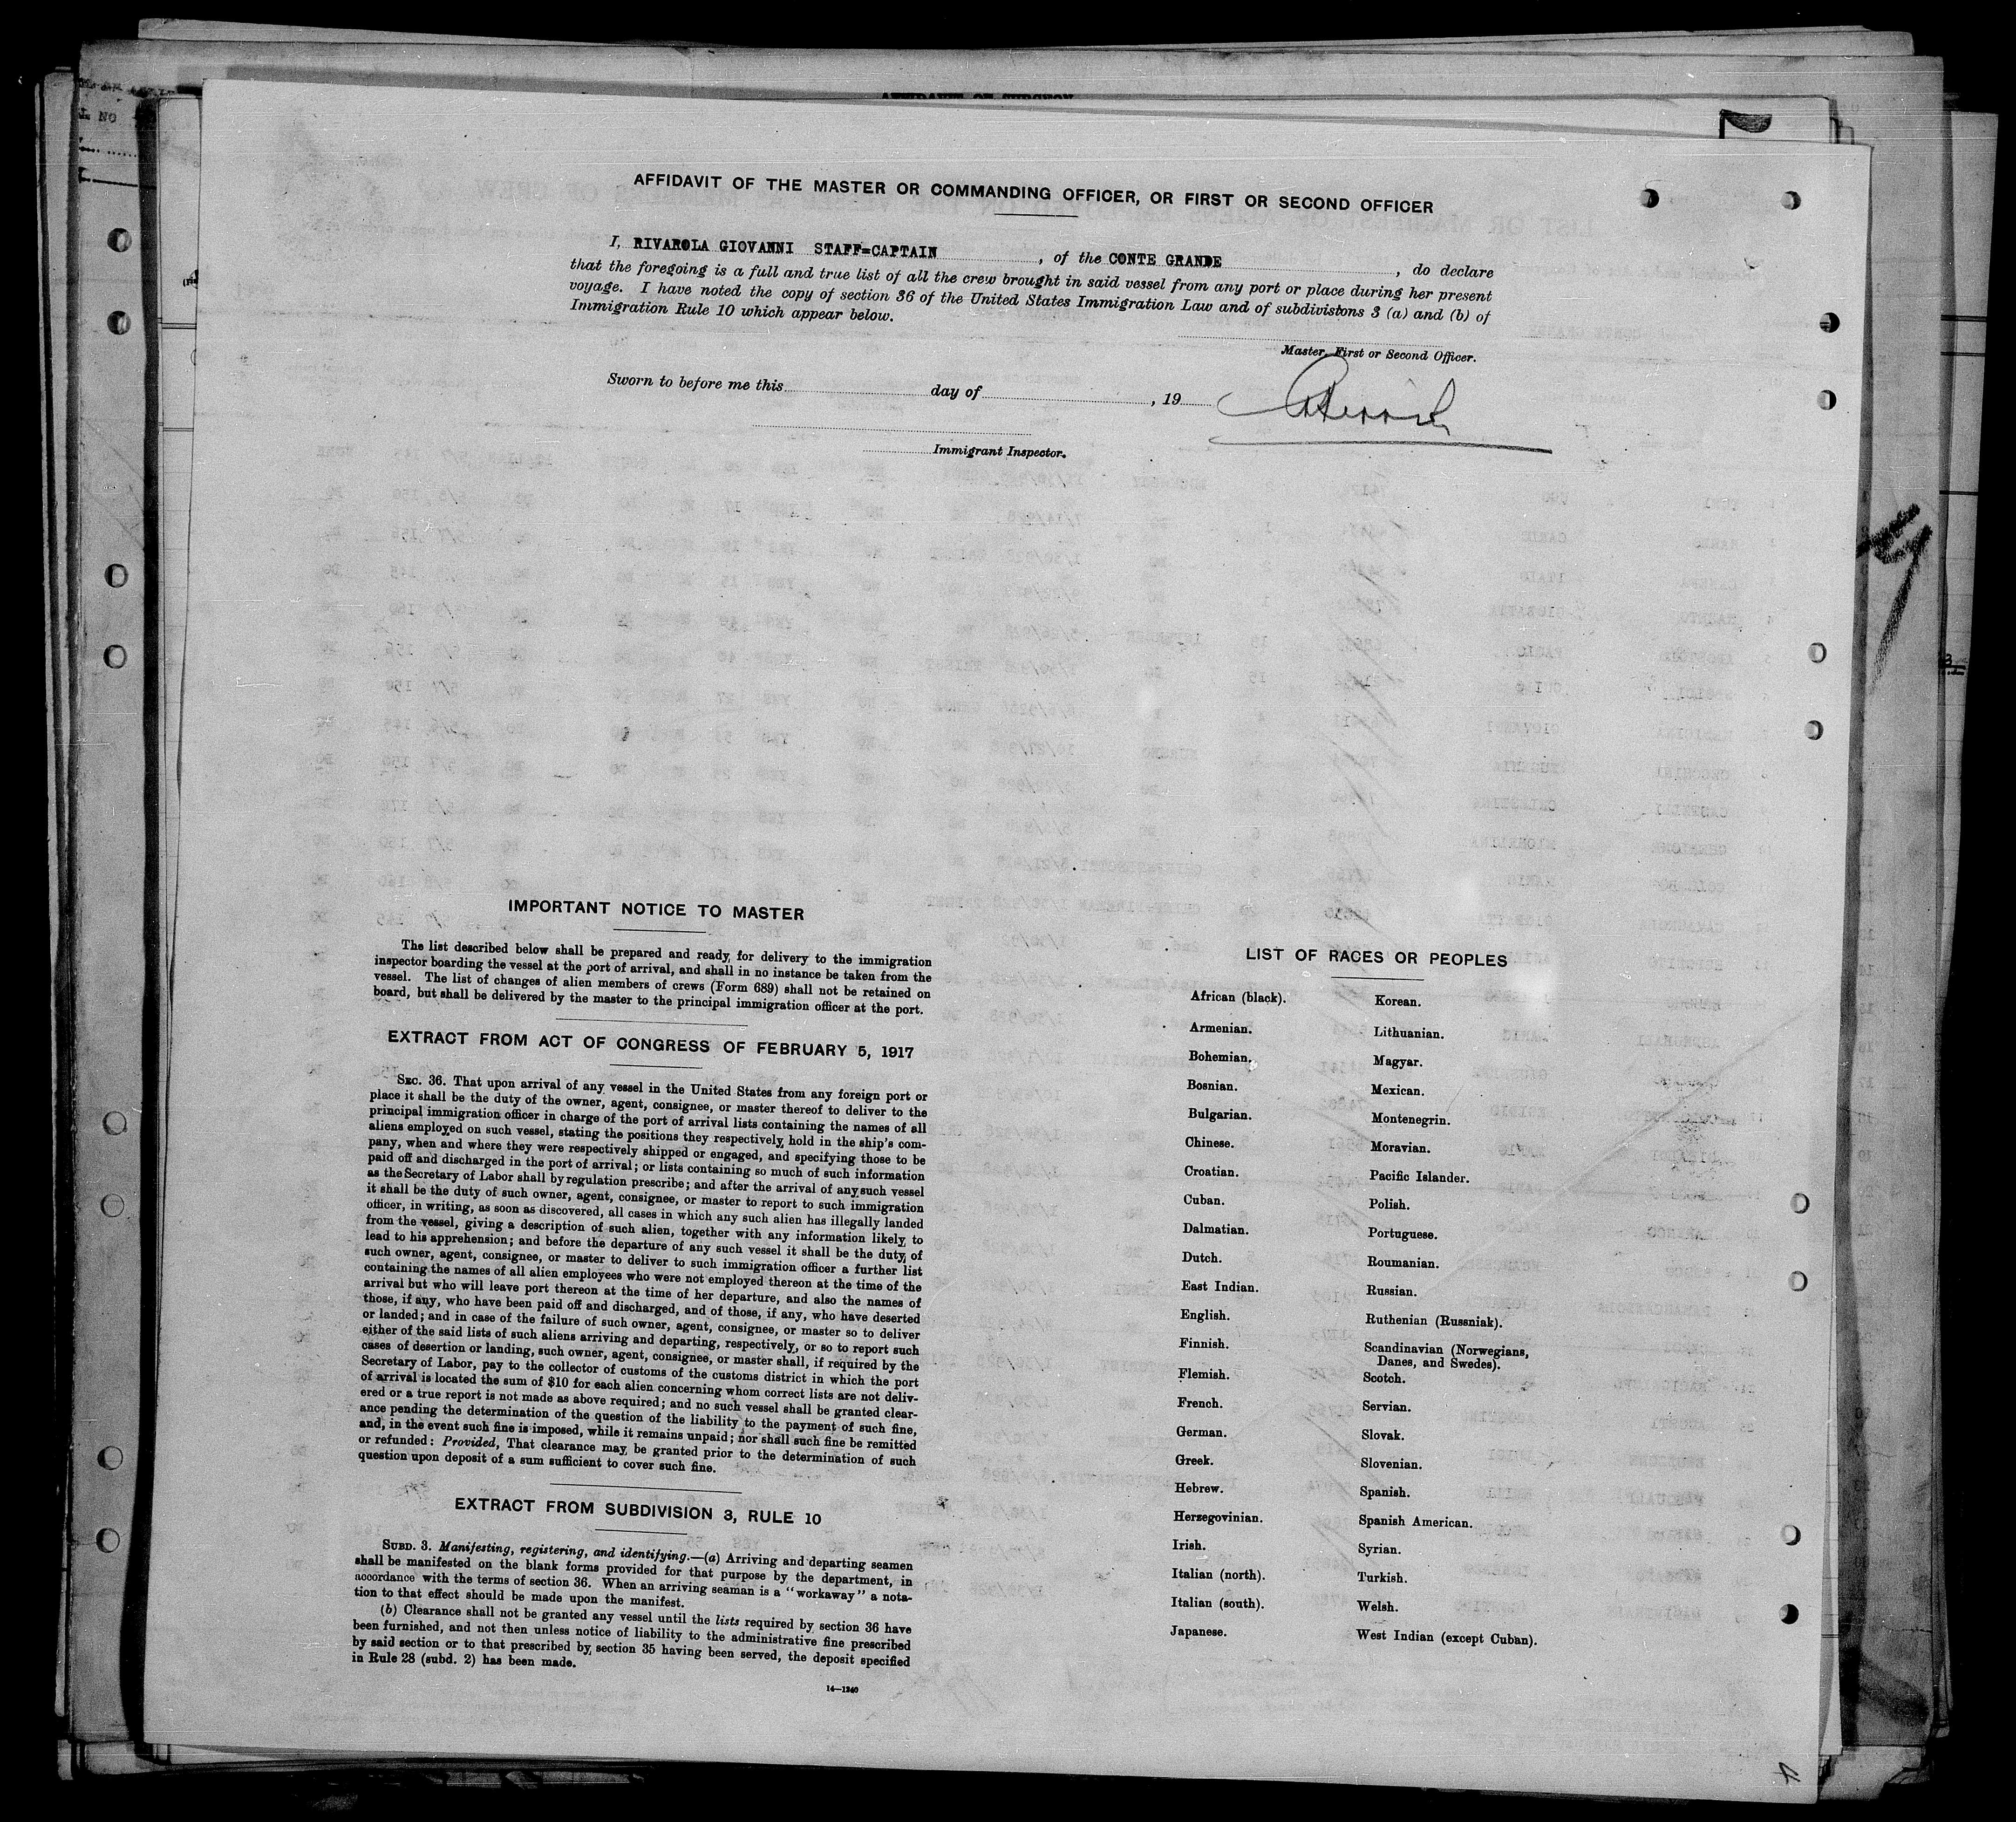 AFFIDAVIT OF THE MASTER OR COMMANDING OFFICER, OR FIRST OR SECOND OFFICER
I, RIVAROLA GIOVANNI STAFF=CAPTAIN, of the CONTE GRANDE, do declare
that the foregoing is a full and true list of all the crew brought in said vessel from any port or place during her present
voyage. I have noted the copy of section 36 of the United States Immigration Law and of subdivisions 3 (a) and (b) of
Immigration Rule 10 which appear below.
Master, First or Second Officer.
Sworn to before me this day of , 19
Immigrant Inspector.
IMPORTANT NOTICE TO MASTER
The list described below shall be prepared and ready, for delivery to the immigration
inspector boarding the vessel at the port of arrival, and shall in no instance be taken from the
vessel. The list of changes of alien members of crews (Form 689) shall not be retained on
board, but shall be delivered by the master to the principal immigration officer at the port.
EXTRACT FROM ACT OF CONGRESS OF FEBRUARY 5, 1917
SEC. 36. That upon arrival of any vessel in the United States from any foreign port or
place it shall be the duty of the owner, agent, consignee, or master thereof to deliver to the
principal immigration officer in charge of the port of arrival lists containing the names of all
aliens employed on such vessel, stating the positions they respectively hold in the ship's com-
pany, when and where they were respectively shipped or engaged, and specifying those to be
paid off and discharged in the port of arrival; or lists containing so much of such information
as the Secretary of Labor shall by regulation prescribe; and after the arrival of any such vessel
it shall be the duty of such owner, agent, consignee, or master to report to such immigration
officer, in writing, as soon as discovered, all cases in which any such alien has illegally landed
from the vessel, giving a description of such alien, together with any information likely to
lead to his apprehension; and before the departure of any such vessel it shall be the duty of
such owner, agent, consignee, or master to deliver to such immigration officer a further list
containing the names of all alien employees who were not employed thereon at the time of the
arrival but who will leave port thereon at the time of her departure, and also the names of
those, if any, who have been paid off and discharged, and of those, if any, who have deserted
or landed; and in case of the failure of such owner, agent, consignee, or master so to deliver
either of the said lists of such aliens arriving and departing, respectively, or so to report such
cases of desertion or landing, such owner, agent, consignee, or master shall, if required by the
Secretary of Labor, pay to the collector of customs of the customs district in which the port
of arrival is located the sum of $10 for each alien concerning whom correct lists are not deliv-
ered or a true report is not made as above required; and no such vessel shall be granted clear-
ance pending the determination of the question of the liability to the payment of such fine,
and, in the event such fine is imposed, while it remains unpaid; nor shall such fine be remitted
or refunded: Provided, That clearance may be granted prior to the determination of such
question upon deposit of a sum sufficient to cover such fine.
EXTRACT FROM SUBDIVISION 3, RULE 10
SUBD. 3. Manifesting, registering, and identifying.—(a) Arriving and departing seamen
shall be manifested on the blank forms provided for that purpose by the department, in
accordance with the terms of section 36. When an arriving seaman is a "workaway" a nota-
tion to that effect should be made upon the manifest.
(b) Clearance shall not be granted any vessel until the lists required by section 36 have
been furnished, and not then unless notice of liability to the administrative fine prescribed
by said section or to that prescribed by section 35 having been served, the deposit specified
in Rule 28 (subd. 2) has been made.
14—1240
LIST OF RACES OR PEOPLES
African (black).
Armenian.
Bohemian.
Bosnian.
Bulgarian.
Chinese.
Croatian.
Cuban.
Dalmatian.
Dutch.
East Indian.
English.
Finnish.
Flemish.
French.
German.
Greek.
Hebrew.
Herzegovinian.
Irish.
Italian (north).
Italian (south).
Japanese.
Korean.
Lithuanian.
Magyar.
Mexican.
Montenegrin.
Moravian.
Pacific Islander.
Polish.
Portuguese.
Roumanian.
Russian.
Ruthenian (Russniak).
Scandinavian (Norwegians,
Danes, and Swedes).
Scotch.
Servian.
Slovak.
Slovenian.
Spanish.
Spanish American.
Syrian.
Turkish.
Welsh.
West Indian (except Cuban).